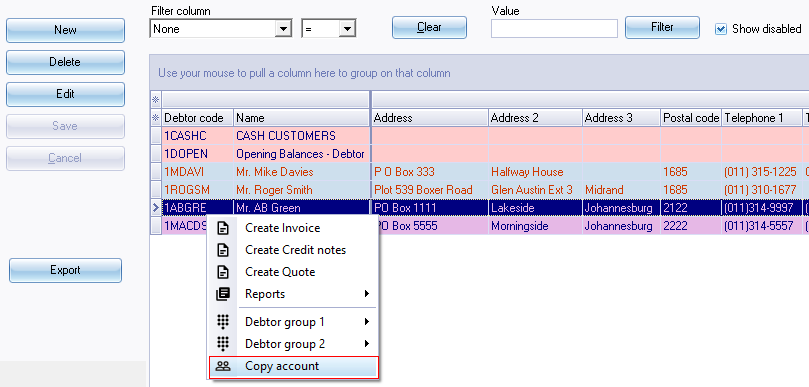 Filter column Value
None = Clear Filter Show disabled
New
Delete
Edit
Save
Cancel
Export
Use your mouse to pull a column here to group on that column
Debtor code Name Address Address 2 Address 3 Postal code Telephone 1 T
1CASHC CASH CUSTOMERS
1DOPEN Opening Balances - Debtor
1MDAVI Mr. Mike Davies P O Box 333 Halfway House 1685 (011) 315-1225
1ROGSM Mr. Roger Smith Plot 539 Boxer Road Glen Austin Ext 3 Midrand 1685 (011) 310-1677
1ABGRE Mr. AB Green PO Box 1111 Lakeside Johannesburg 2122 (011)314-9997
1MACDS PO Box 5555 Morningside Johannesburg 2222 (011)314-5557
Create Invoice
Create Credit notes
Create Quote
Reports
Debtor group 1
Debtor group 2
Copy account